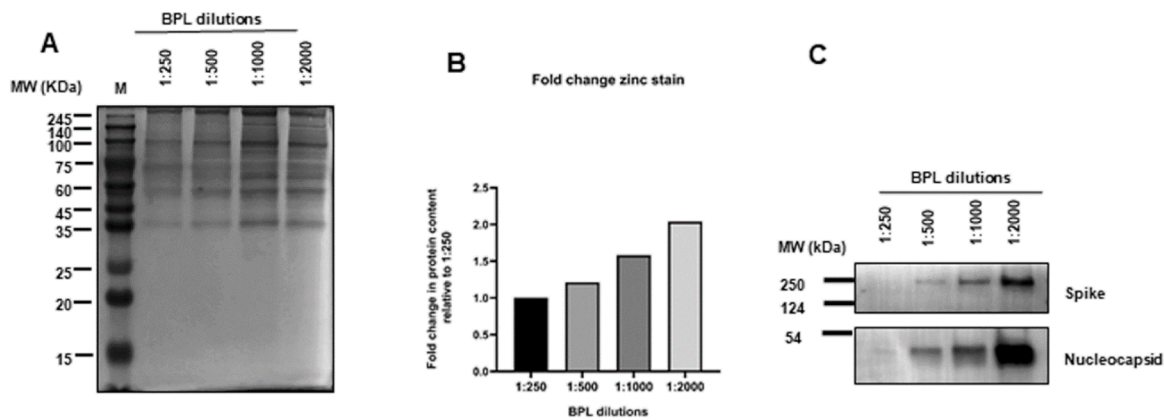 A
BPL dilutions
1:250
1:500
1:1000
1:2000
MW (KDa)
M
245
140
100
75
60
45
35
25
20
15
B
Fold change zinc stain
Fold change in protein content
relative to 1:250
2.5
2.0
1.5
1.0
0.5
0.0
1:250
1:500
1:1000
1:2000
BPL dilutions
C
BPL dilutions
1:250
1:500
1:1000
1:2000
MW (kDa)
250
124
Spike
54
Nucleocapsid